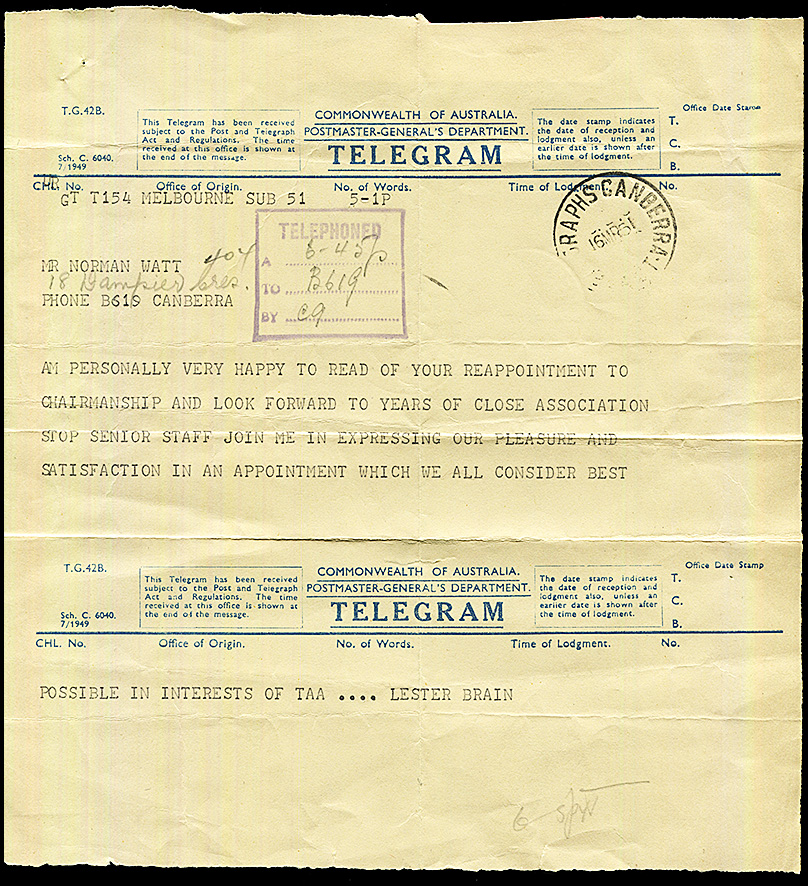 T.G.42B.
Sch. C. 6040.
7/1949
This Telegram has been received
subject to the Post and Telegraph
Act and Regulations. The time
received at this office is shown at
the end of the message.
COMMONWEALTH OF AUSTRALIA.
POSTMASTER-GENERAL'S DEPARTMENT.
TELEGRAM
The date stamp indicates
the date of reception and
lodgment also, unless an
earlier date is shown after
the time of lodgment.
Office Date Stamp
T.
C.
B.
CHL. No. Office of Origin. No. of Words. Time of Lodgment. No.
GT T154 MELBOURNE SUB 51 5-1P
GRAPHS CANBERRA
16MR51
TELEPHONED
A 5-45p
TO B619
BY
MR NORMAN WATT 404
18 Dampier Cres.
PHONE B619 CANBERRA
AM PERSONALLY VERY HAPPY TO READ OF YOUR REAPPOINTMENT TO
CHAIRMANSHIP AND LOOK FORWARD TO YEARS OF CLOSE ASSOCIATION
STOP SENIOR STAFF JOIN ME IN EXPRESSING OUR PLEASURE AND
SATISFACTION IN AN APPOINTMENT WHICH WE ALL CONSIDER BEST
T.G.42B.
Sch. C. 6040.
7/1949
This Telegram has been received
subject to the Post and Telegraph
Act and Regulations. The time
received at this office is shown at
the end of the message.
COMMONWEALTH OF AUSTRALIA.
POSTMASTER-GENERAL'S DEPARTMENT.
TELEGRAM
The date stamp indicates
the date of reception and
lodgment also, unless an
earlier date is shown after
the time of lodgment.
Office Date Stamp
T.
C.
B.
CHL. No. Office of Origin. No. of Words. Time of Lodgment. No.
POSSIBLE IN INTERESTS OF TAA .... LESTER BRAIN